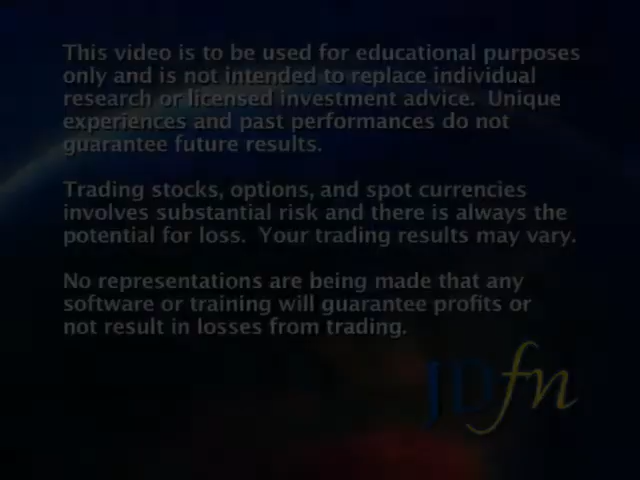 This video is to be used for educational purposes
only and is not intended to replace individual
research or licensed investment advice.  Unique
experiences and past performances do not
guarantee future results.
Trading stocks, options, and spot currencies
involves substantial risk and there is always the
potential for loss.  Your trading results may vary.
No representations are being made that any
software or training will guarantee profits or
not result in losses from trading.
JDfn